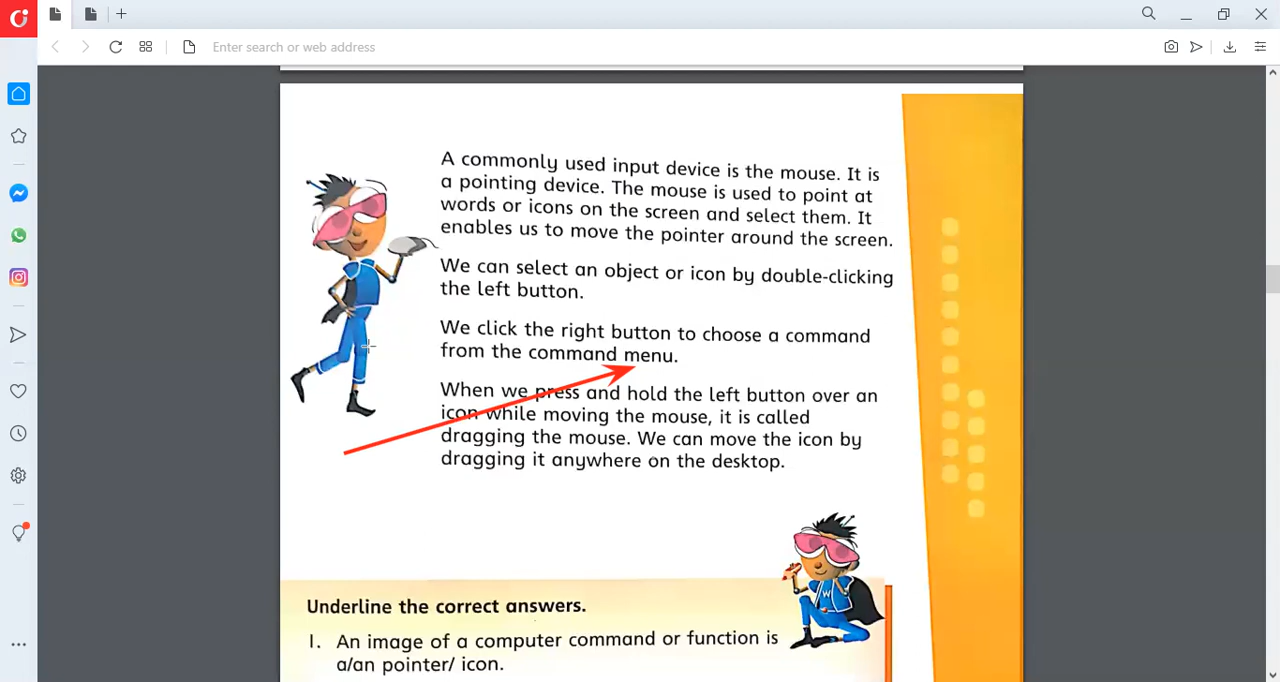 Enter search or web address
A commonly used input device is the mouse. It is
a pointing device. The mouse is used to point at
words or icons on the screen and select them. It
enables us to move the pointer around the screen.
We can select an object or icon by double-clicking
the left button.
We click the right button to choose a command
from the command menu.
When we press and hold the left button over an
icon while moving the mouse, it is called
dragging the mouse. We can move the icon by
dragging it anywhere on the desktop.
W
Underline the correct answers.
1. An image of a computer command or function is
a/an pointer/ icon.